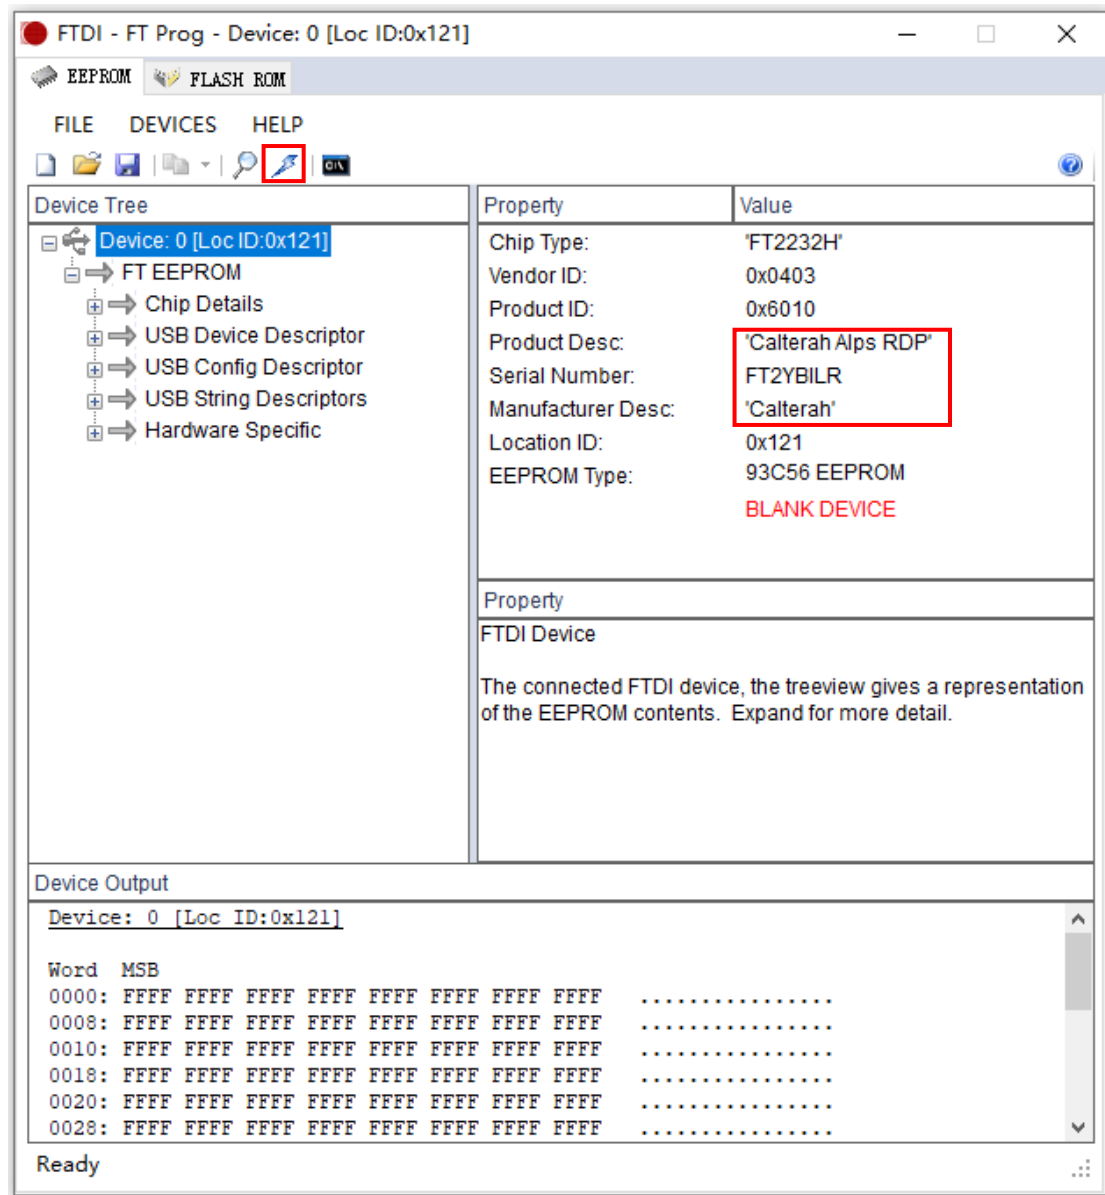 FTDI - FT Prog - Device: 0 [Loc ID:0x121]
EEPROM FLASH ROM
FILE DEVICES HELP
C:\
Device Tree
Device: 0 [Loc ID:0x121]
FT EEPROM
Chip Details
USB Device Descriptor
USB Config Descriptor
USB String Descriptors
Hardware Specific
Property Value
Chip Type: 'FT2232H'
Vendor ID: 0x0403
Product ID: 0x6010
Product Desc: 'Calterah Alps RDP'
Serial Number: FT2YBILR
Manufacturer Desc: 'Calterah'
Location ID: 0x121
EEPROM Type: 93C56 EEPROM
BLANK DEVICE
Property
FTDI Device
The connected FTDI device, the treeview gives a representation
of the EEPROM contents. Expand for more detail.
Device Output
Device: 0 [Loc ID:0x121]
Word MSB
0000: FFFF FFFF FFFF FFFF FFFF FFFF FFFF FFFF ................
0008: FFFF FFFF FFFF FFFF FFFF FFFF FFFF FFFF ................
0010: FFFF FFFF FFFF FFFF FFFF FFFF FFFF FFFF ................
0018: FFFF FFFF FFFF FFFF FFFF FFFF FFFF FFFF ................
0020: FFFF FFFF FFFF FFFF FFFF FFFF FFFF FFFF ................
0028: FFFF FFFF FFFF FFFF FFFF FFFF FFFF FFFF ................
Ready